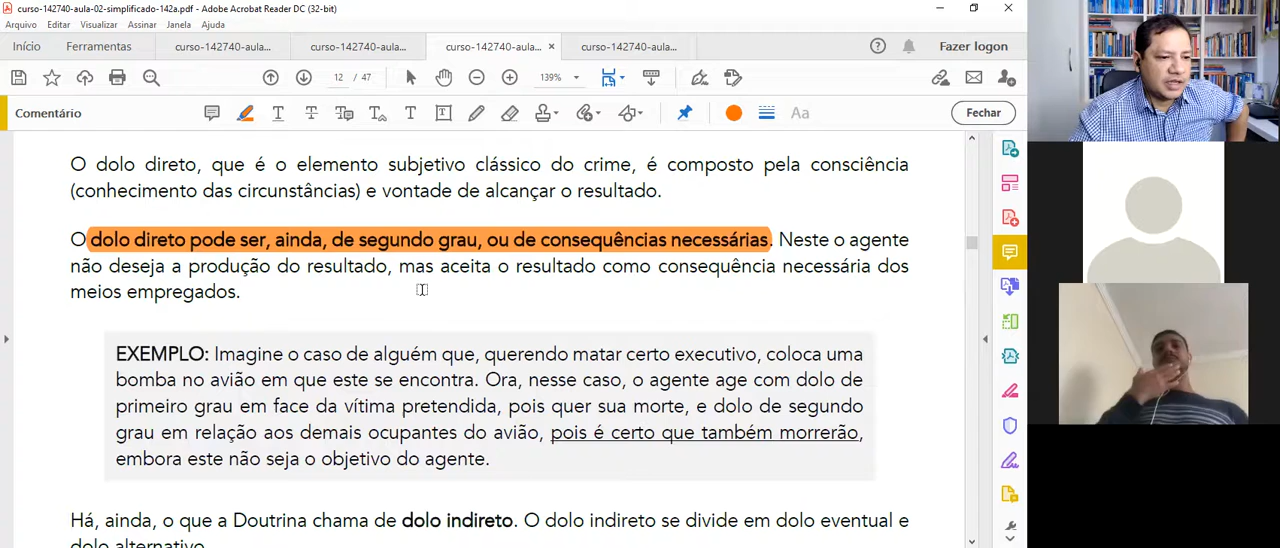 curso-142740-aula-02-simplificado-142a.pdf - Adobe Acrobat Reader DC (32-bit)
Arquivo Editar Visualizar Assinar Janela Ajuda
Início Ferramentas curso-142740-aula... curso-142740-aula... curso-142740-aula... × curso-142740-aula... Fazer logon
12 / 47 139%
Comentário Aa Fechar
O dolo direto, que é o elemento subjetivo clássico do crime, é composto pela consciência
(conhecimento das circunstâncias) e vontade de alcançar o resultado.
O dolo direto pode ser, ainda, de segundo grau, ou de consequências necessárias. Neste o agente
não deseja a produção do resultado, mas aceita o resultado como consequência necessária dos
meios empregados.
EXEMPLO: Imagine o caso de alguém que, querendo matar certo executivo, coloca uma
bomba no avião em que este se encontra. Ora, nesse caso, o agente age com dolo de
primeiro grau em face da vítima pretendida, pois quer sua morte, e dolo de segundo
grau em relação aos demais ocupantes do avião, pois é certo que também morrerão,
embora este não seja o objetivo do agente.
Há, ainda, o que a Doutrina chama de dolo indireto. O dolo indireto se divide em dolo eventual e
dolo alternativo.